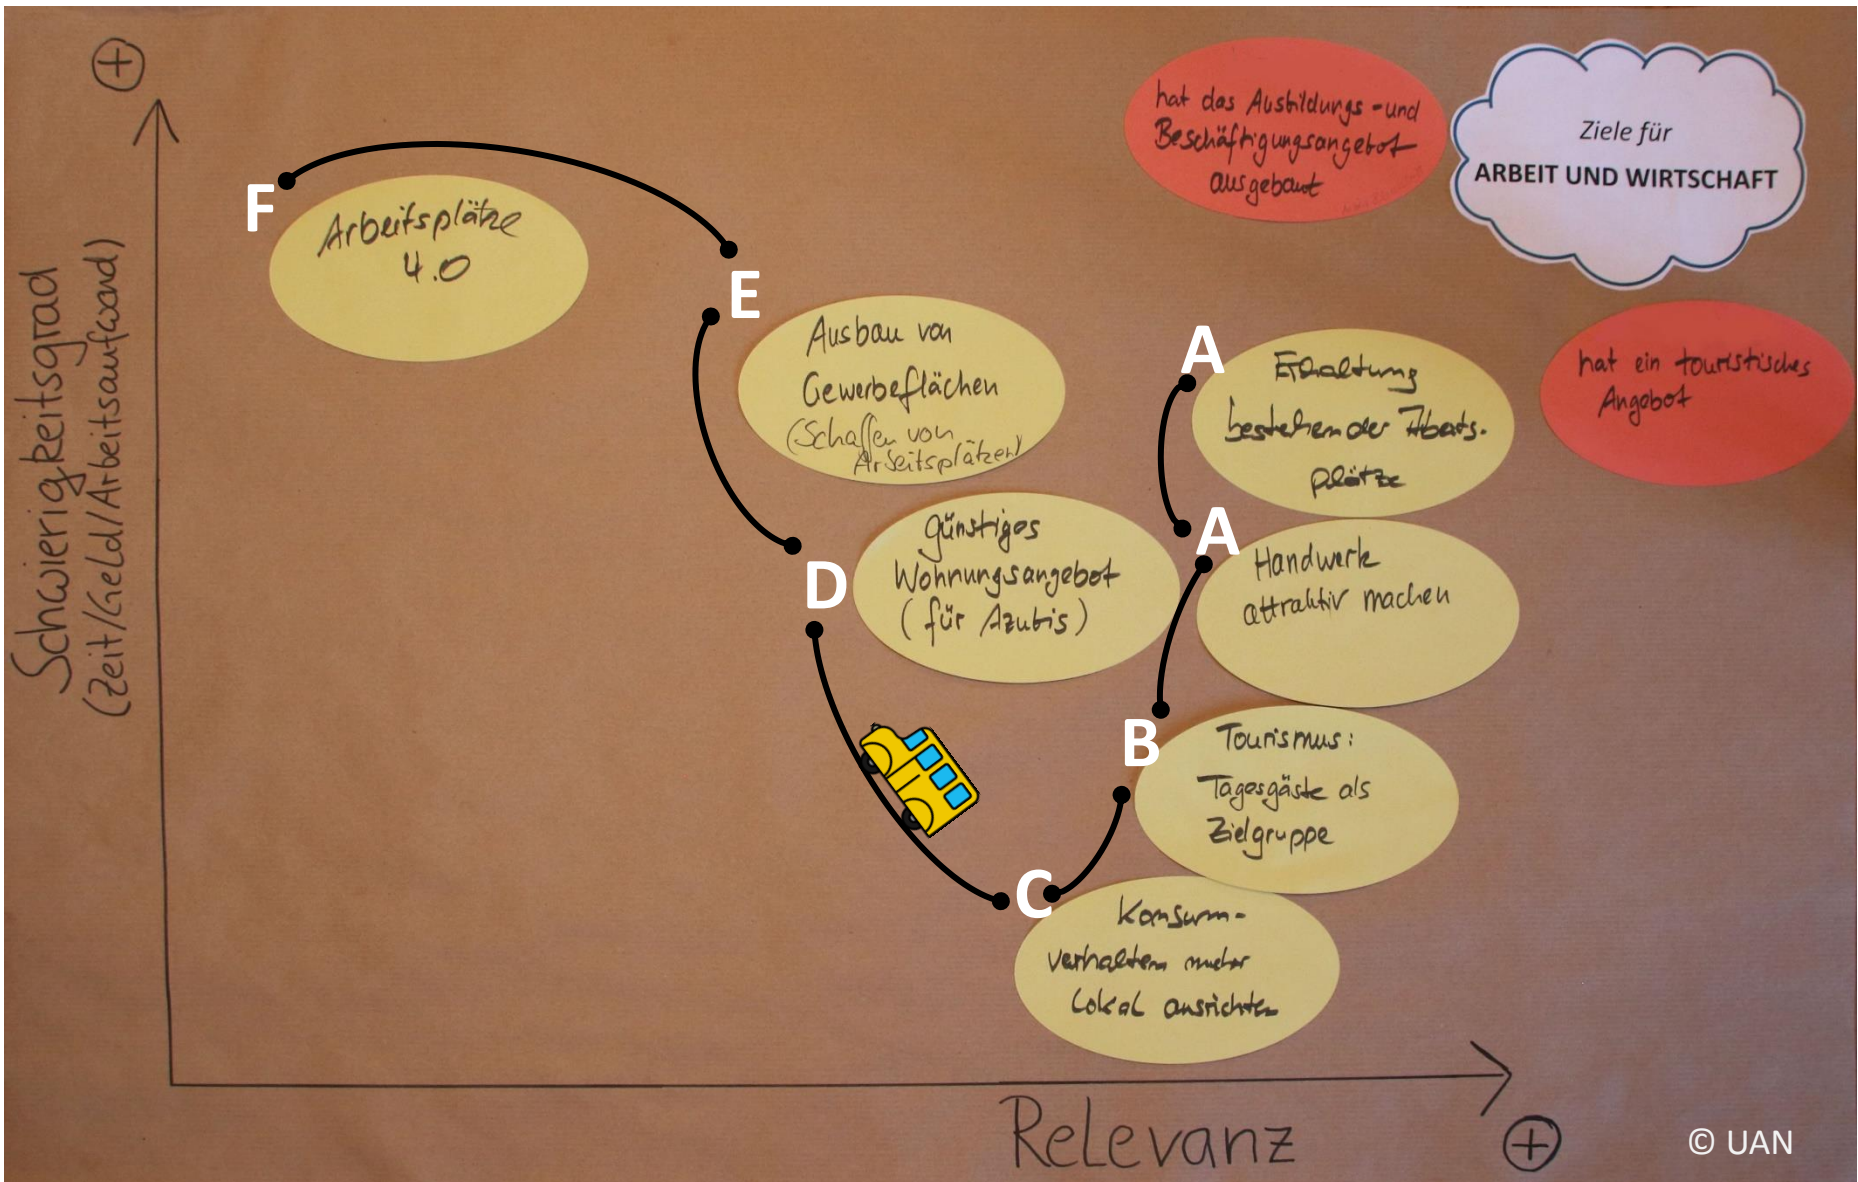 +
hat das Ausbildungs-und
Beschäftigungsangebot
ausgebaut
Ziele für
ARBEIT UND WIRTSCHAFT
F
Arbeitsplätze
4.0
E
Ausbau von
Gewerbeflächen
(Schaffen von
Arbeitsplätzen)
A
Erhaltung
bestehender Arbeits-
plätze
hat ein touristisches
Angebot
Schwierigkeitsgrad
(Zeit/Geld/Arbeitsaufwand)
D
günstiges
Wohnungsangebot
(für Azubis)
A
Handwerk
attraktiv machen
B
Tourismus:
Tagesgäste als
Zielgruppe
C
Konsum-
verhalten mehr
Lokal ausrichten
Relevanz
+
© UAN